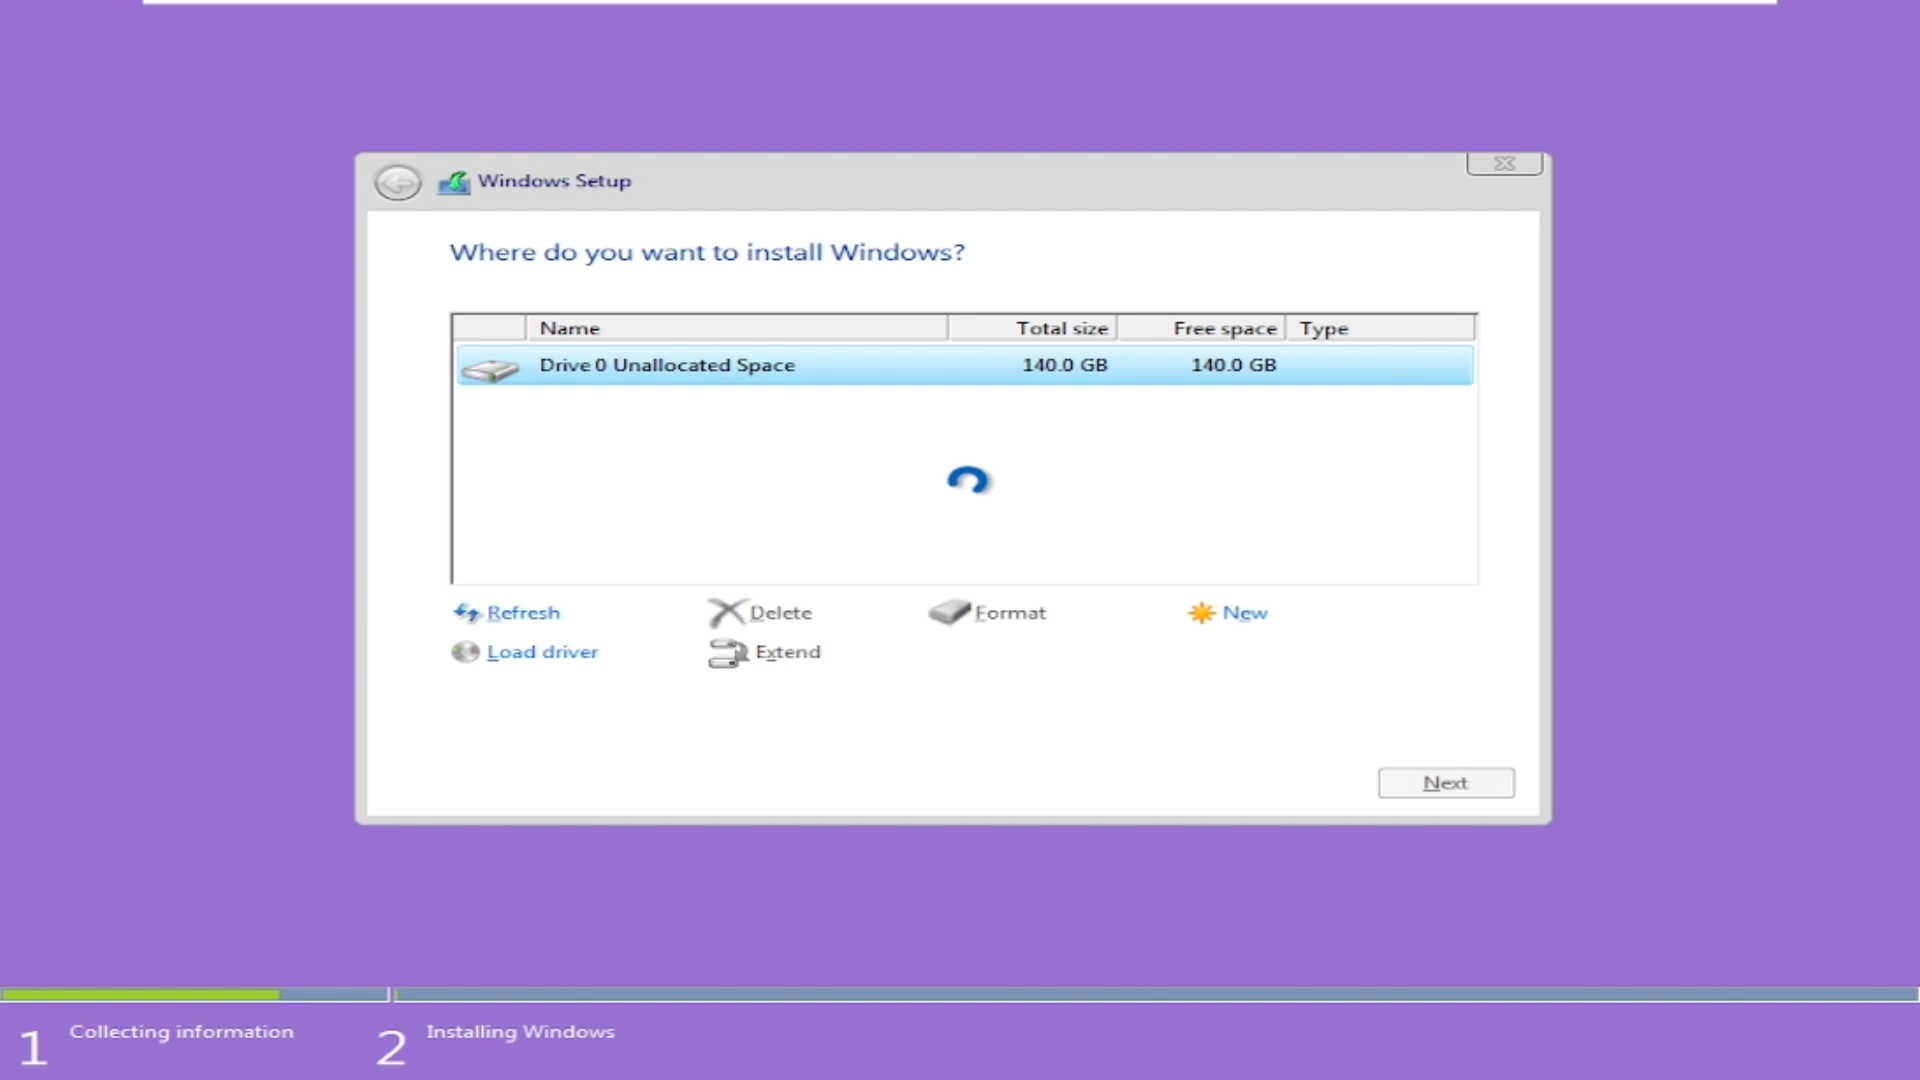 Windows Setup
Where do you want to install Windows?
Name Total size Free space Type
Drive 0 Unallocated Space 140.0 GB 140.0 GB
Refresh Delete Format New
Load driver Extend
Next
1 Collecting information 2 Installing Windows